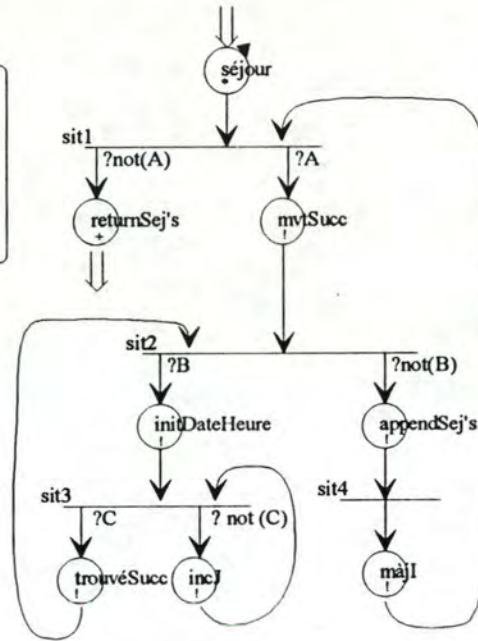 séjour
sit1
?not(A)
?A
returnSej's
+
mvtSucc
!
sit2
?B
?not(B)
initDateHeure
!
appendSej's
!
sit3
sit4
?C
? not (C)
trouvéSucc
!
incJ
!
màjI
!